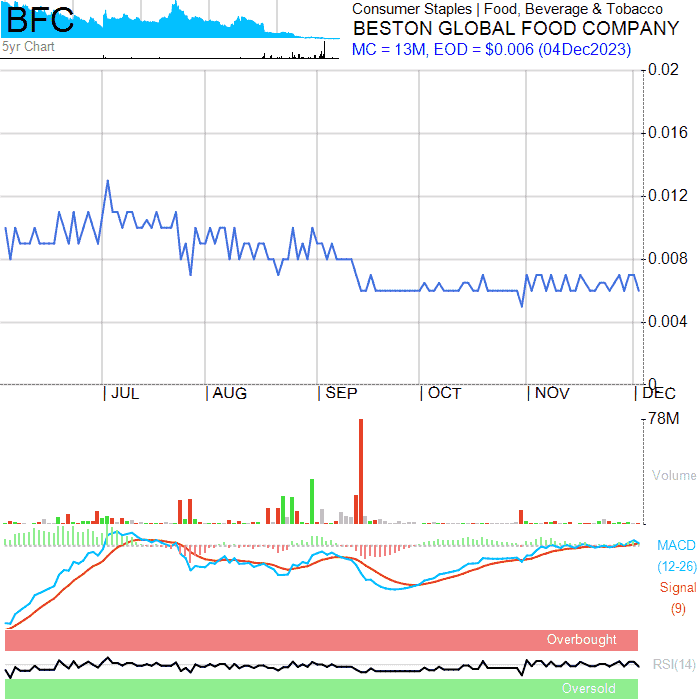 BFC
5yr Chart
Consumer Staples | Food, Beverage & Tobacco
BESTON GLOBAL FOOD COMPANY
MC = 13M, EOD = $0.006 (04Dec2023)
0.02
0.016
0.012
0.008
0.004
0
| JUL | AUG | SEP | OCT | NOV | DEC
78M
Volume
MACD
(12-26)
Signal
(9)
Overbought
RSI(14)
Oversold